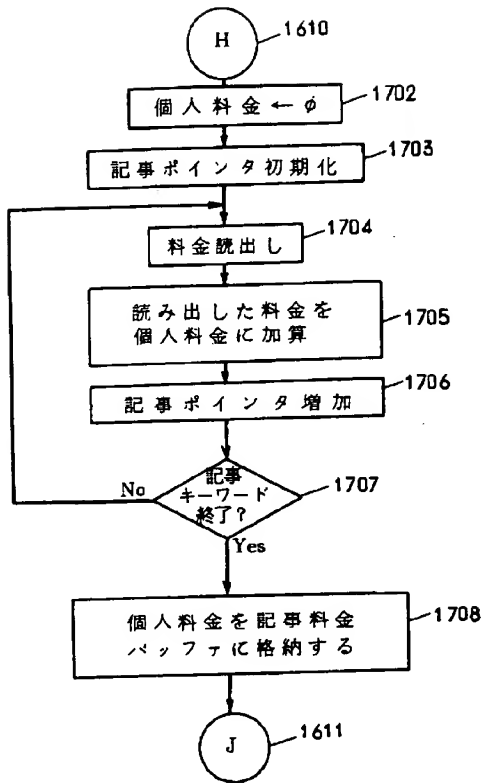 H
1610
個人料金←φ
1702
記事ポインタ初期化
1703
料金読出し
1704
読み出した料金を
個人料金に加算
1705
記事ポインタ増加
1706
記事
キーワード
終了?
1707
No
Yes
個人料金を記事料金
バッファに格納する
1708
J
1611